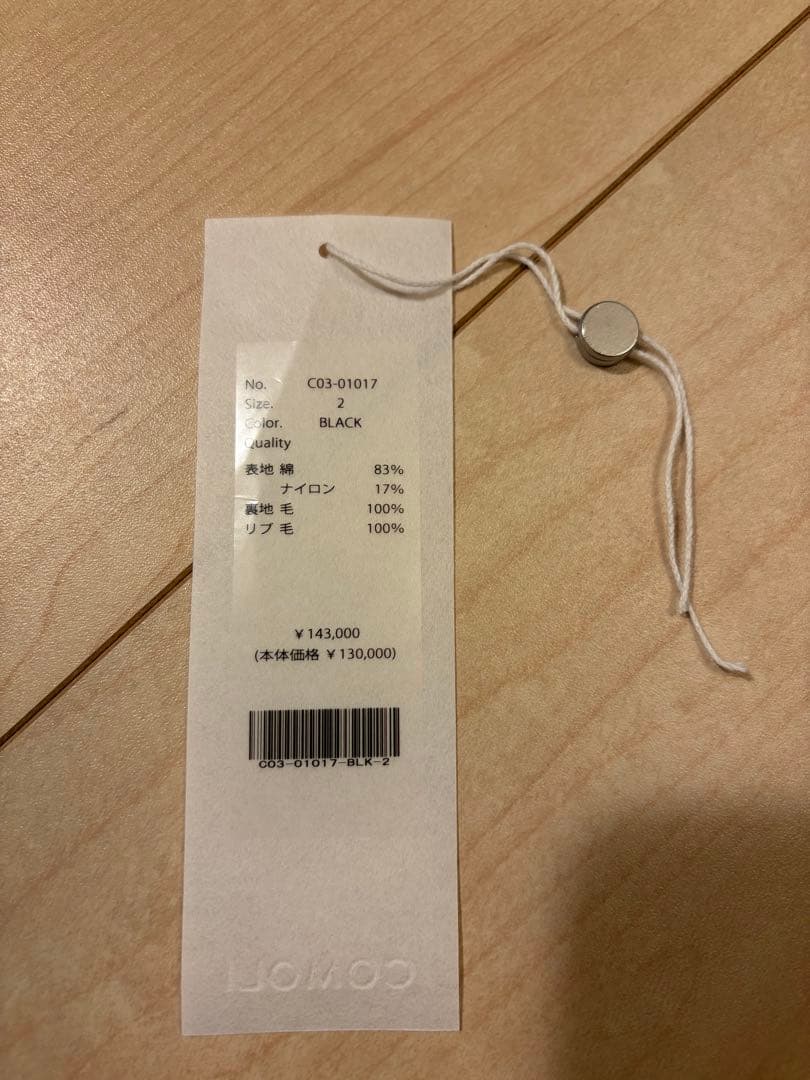 No. C03-01017
Size. 2
Color. BLACK
Quality
表地 綿 83%
ナイロン 17%
裏地 毛 100%
リブ 毛 100%
¥143,000
(本体価格 ¥130,000)
C03-01017-BLK-2
COMOLI